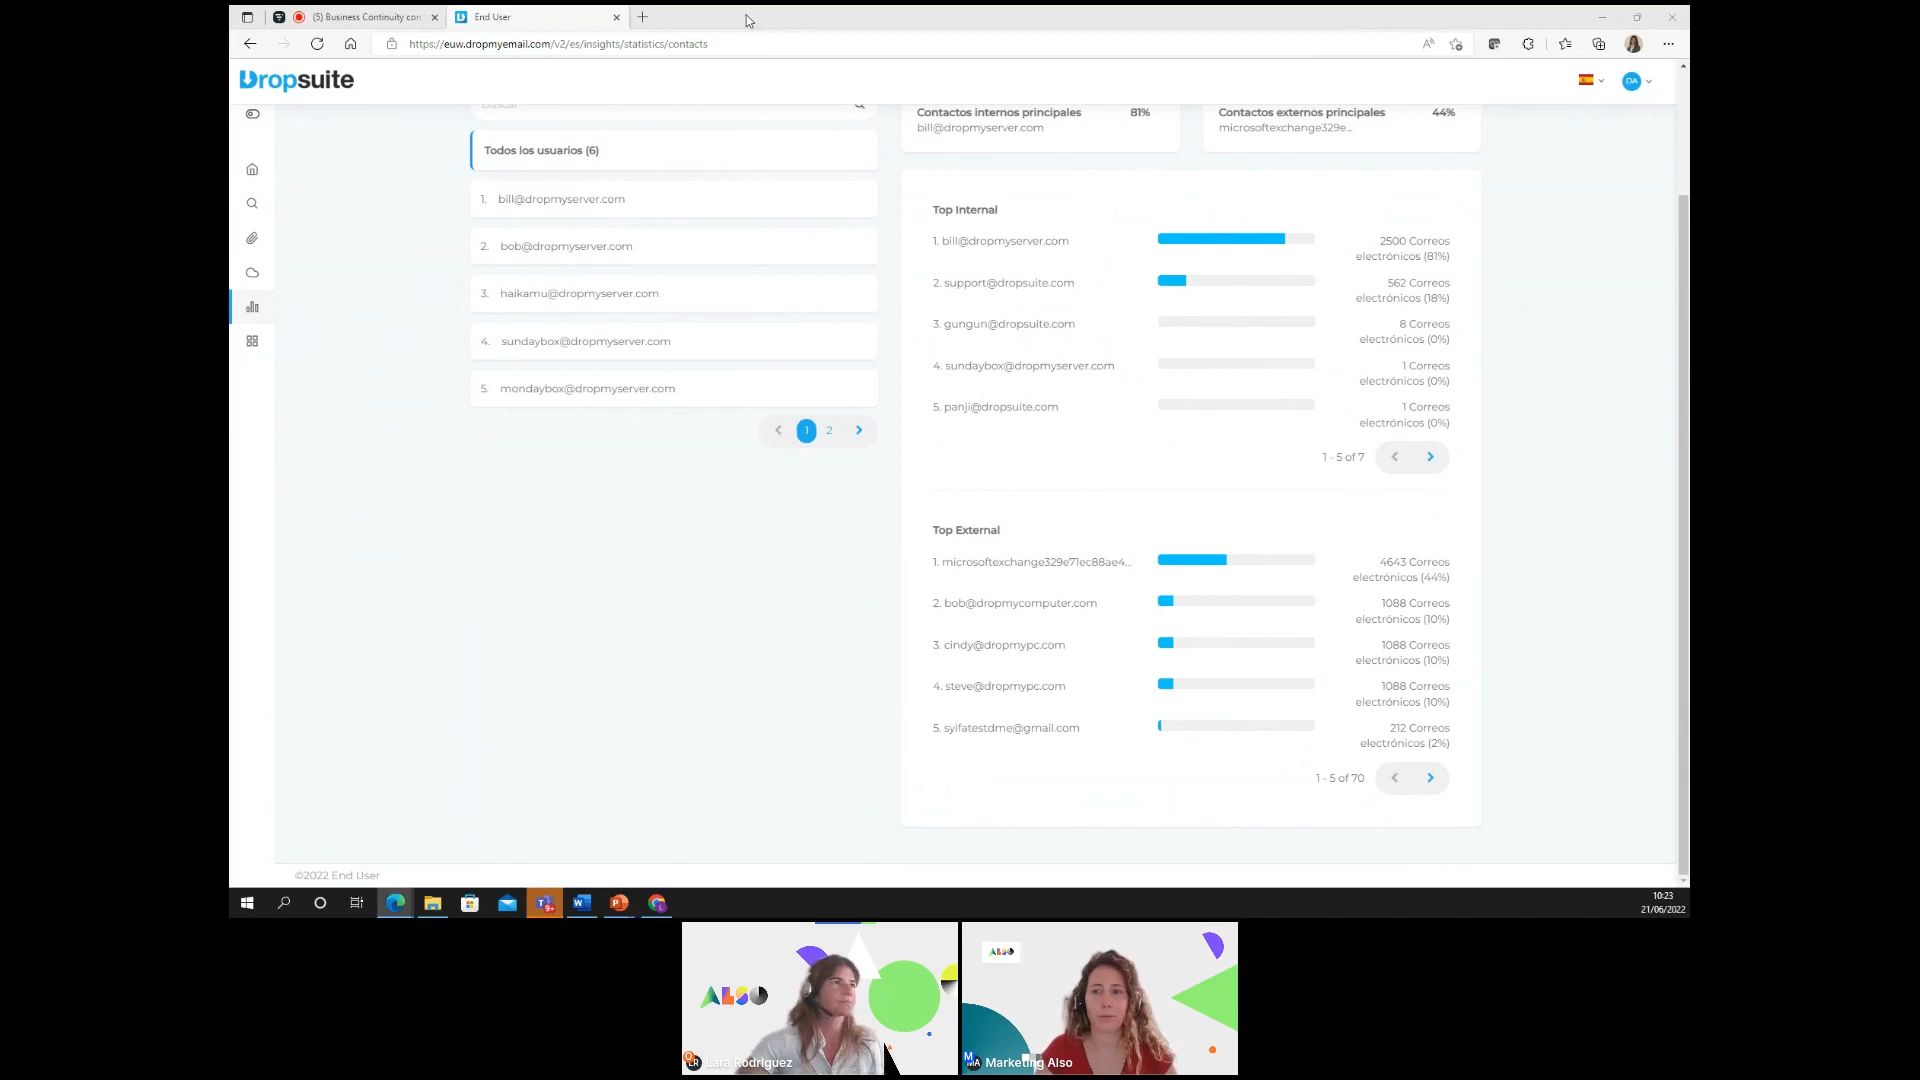 (5) Business Continuity con
End User
https://euw.dropmyemail.com/v2/es/insights/statistics/contacts
Dropsuite
DA
Buscar
Todos los usuarios (6)
1. bill@dropmyserver.com
2. bob@dropmyserver.com
3. haikamu@dropmyserver.com
4. sundaybox@dropmyserver.com
5. mondaybox@dropmyserver.com
1 2
Contactos internos principales 81%
bill@dropmyserver.com
Contactos externos principales 44%
microsoftexchange329e...
Top Internal
1. bill@dropmyserver.com 2500 Correos
electrónicos (81%)
2. support@dropsuite.com 562 Correos
electrónicos (18%)
3. gungun@dropsuite.com 8 Correos
electrónicos (0%)
4. sundaybox@dropmyserver.com 1 Correos
electrónicos (0%)
5. panji@dropsuite.com 1 Correos
electrónicos (0%)
1 - 5 of 7
Top External
1. microsoftexchange329e71ec88ae4... 4643 Correos
electrónicos (44%)
2. bob@dropmycomputer.com 1088 Correos
electrónicos (10%)
3. cindy@dropmypc.com 1088 Correos
electrónicos (10%)
4. steve@dropmypc.com 1088 Correos
electrónicos (10%)
5. syifatestdme@gmail.com 212 Correos
electrónicos (2%)
1 - 5 of 70
©2022 End User
10:23
21/06/2022
ALSO
LR Lara Rodriguez
ALSO
MA Marketing Also